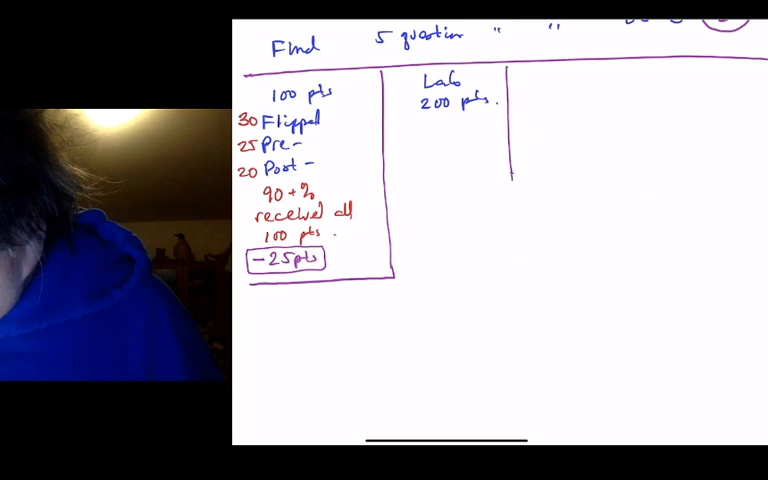 Final 5 question " "
100 pts
30 Flipped
25 Pre-
20 Post -
90 + %
received all
100 pts .
- 25pts
Lab
200 pts.